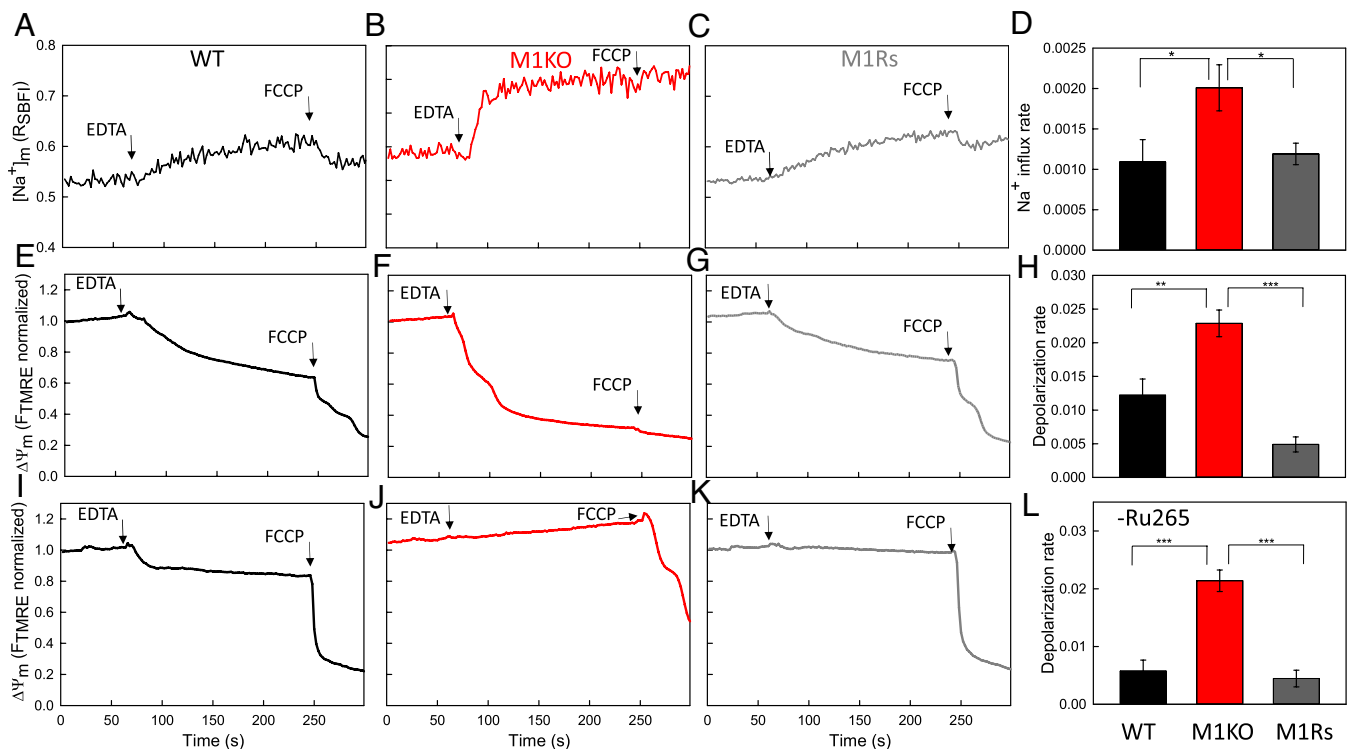 A B C D
WT M1KO M1Rs
[Na+]m (RSBFI)
0.8
0.7
0.6
0.5
0.4
EDTA FCCP
EDTA FCCP
EDTA FCCP
Na+ influx rate
0.0025
0.0020
0.0015
0.0010
0.0005
0.0000
* *
E F G H
ΔΨm (FTMRE normalized)
1.2
1.0
0.8
0.6
0.4
0.2
0.0
EDTA FCCP
EDTA FCCP
EDTA FCCP
Depolarization rate
0.030
0.025
0.020
0.015
0.010
0.005
0.000
** ***
I J K L
ΔΨm (FTMRE normalized)
1.2
1.0
0.8
0.6
0.4
0.2
0.0
EDTA FCCP
EDTA FCCP
EDTA FCCP
-Ru265
Depolarization rate
0.03
0.02
0.01
0.00
*** ***
0 50 100 150 200 250
0 50 100 150 200 250
0 50 100 150 200 250
Time (s) Time (s) Time (s)
WT M1KO M1Rs